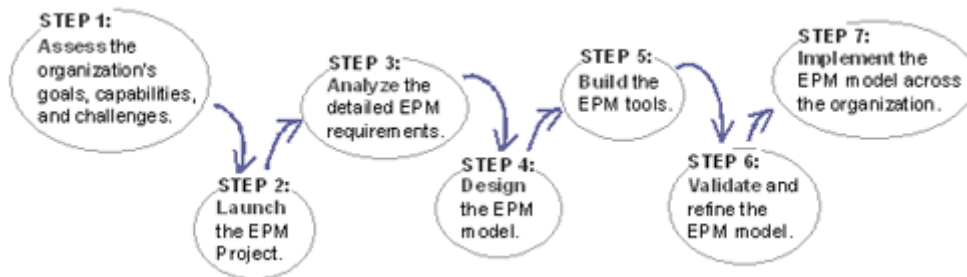 STEP 1:
Assess the
organization's
goals, capabilities,
and challenges.
STEP 2:
Launch
the EPM
Project.
STEP 3:
Analyze the
detailed EPM
requirements.
STEP 4:
Design
the EPM
model.
STEP 5:
Build the
EPM tools.
STEP 6:
Validate and
refine the
EPM model.
STEP 7:
Implement the
EPM model across
the organization.